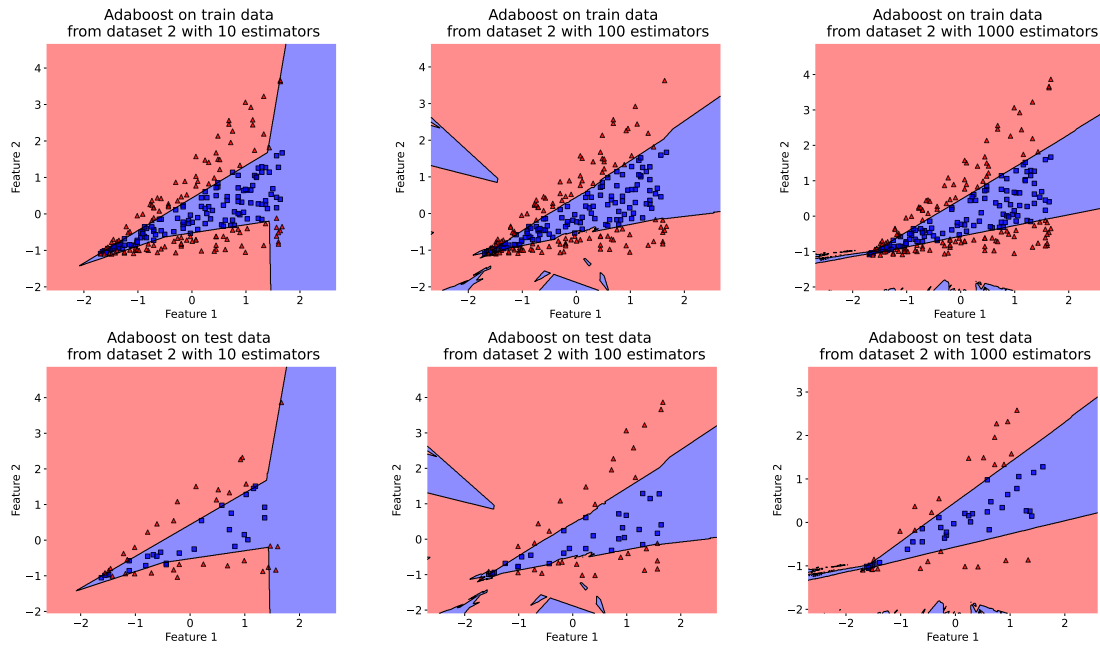 Adaboost on train data
from dataset 2 with 10 estimators
Feature 2
4
3
2
1
0
−1
−2
−2
−1
0
1
2
Feature 1
Adaboost on train data
from dataset 2 with 100 estimators
Feature 2
4
3
2
1
0
−1
−2
−2
−1
0
1
2
Feature 1
Adaboost on train data
from dataset 2 with 1000 estimators
Feature 2
4
3
2
1
0
−1
−2
−2
−1
0
1
2
Feature 1
Adaboost on test data
from dataset 2 with 10 estimators
Feature 2
4
3
2
1
0
−1
−2
−2
−1
0
1
2
Feature 1
Adaboost on test data
from dataset 2 with 100 estimators
Feature 2
4
3
2
1
0
−1
−2
−2
−1
0
1
2
Feature 1
Adaboost on test data
from dataset 2 with 1000 estimators
Feature 2
3
2
1
0
−1
−2
−2
−1
0
1
2
Feature 1